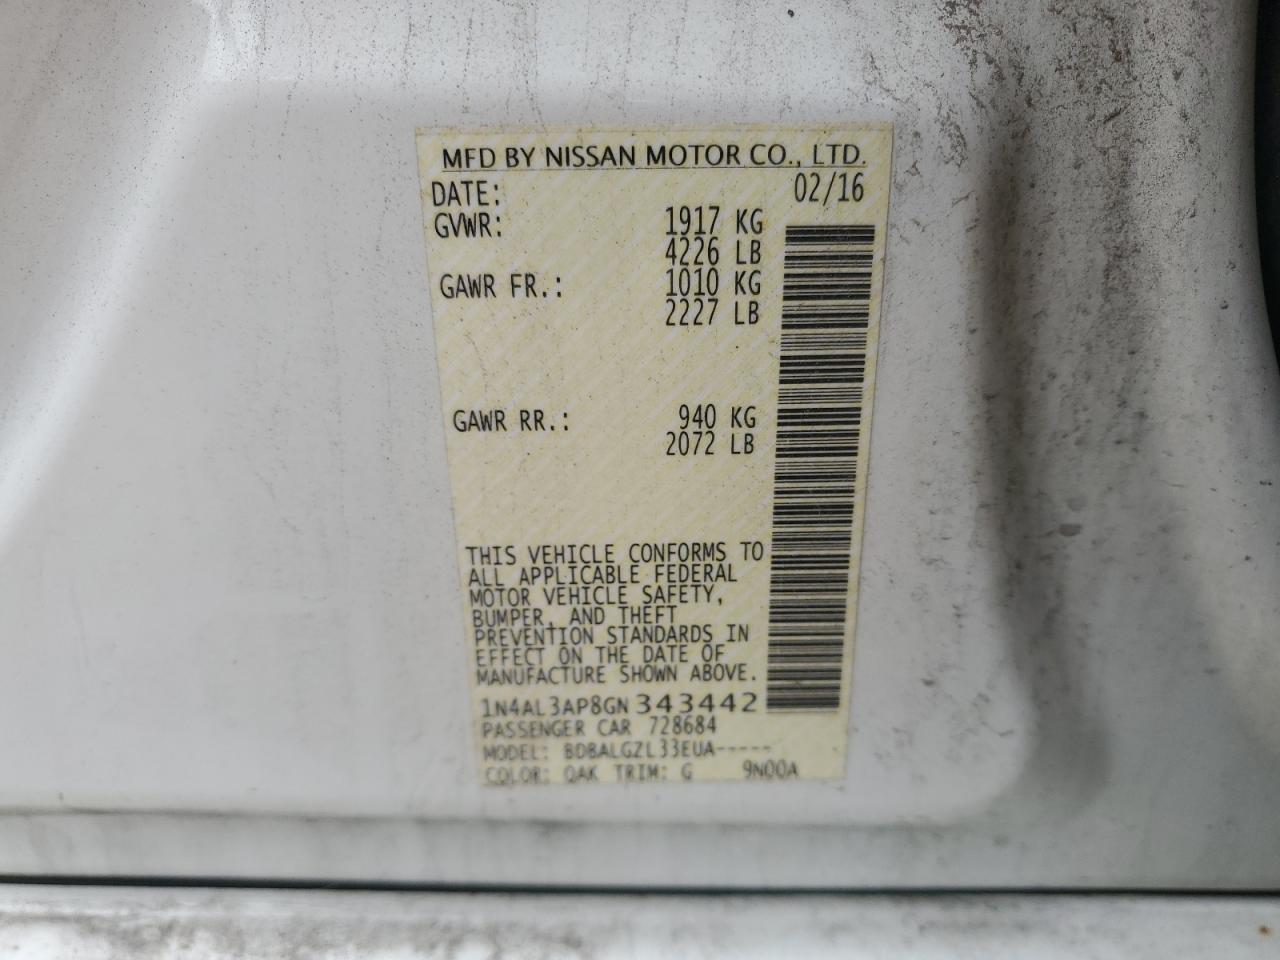 MFD BY NISSAN MOTOR CO., LTD.
DATE: 02/16
GVWR: 1917 KG
4226 LB
GAWR FR.: 1010 KG
2227 LB
GAWR RR.: 940 KG
2072 LB
THIS VEHICLE CONFORMS TO
ALL APPLICABLE FEDERAL
MOTOR VEHICLE SAFETY,
BUMPER, AND THEFT
PREVENTION STANDARDS IN
EFFECT ON THE DATE OF
MANUFACTURE SHOWN ABOVE.
1N4AL3AP8GN343442
PASSENGER CAR 728684
MODEL: BDBALGZL33EUA-----
COLOR: QAK TRIM: G 9N00A